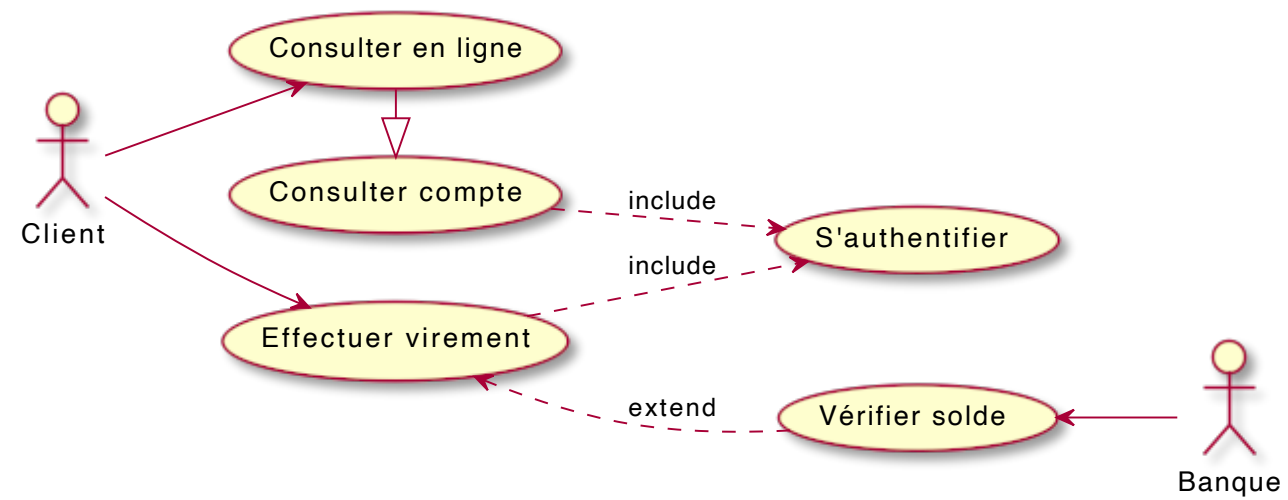 Consulter en ligne
Client
Consulter compte
include
S'authentifier
include
Effectuer virement
extend
Vérifier solde
Banque